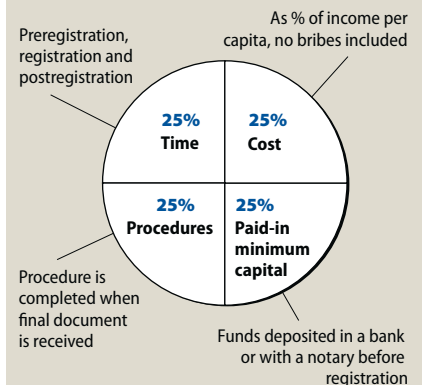 Preregistration,
registration and
postregistration
As % of income per
capita, no bribes included
25%
Time
25%
Cost
25%
Procedures
25%
Paid-in
minimum
capital
Procedure is
completed when
final document
is received
Funds deposited in a bank
or with a notary before
registration